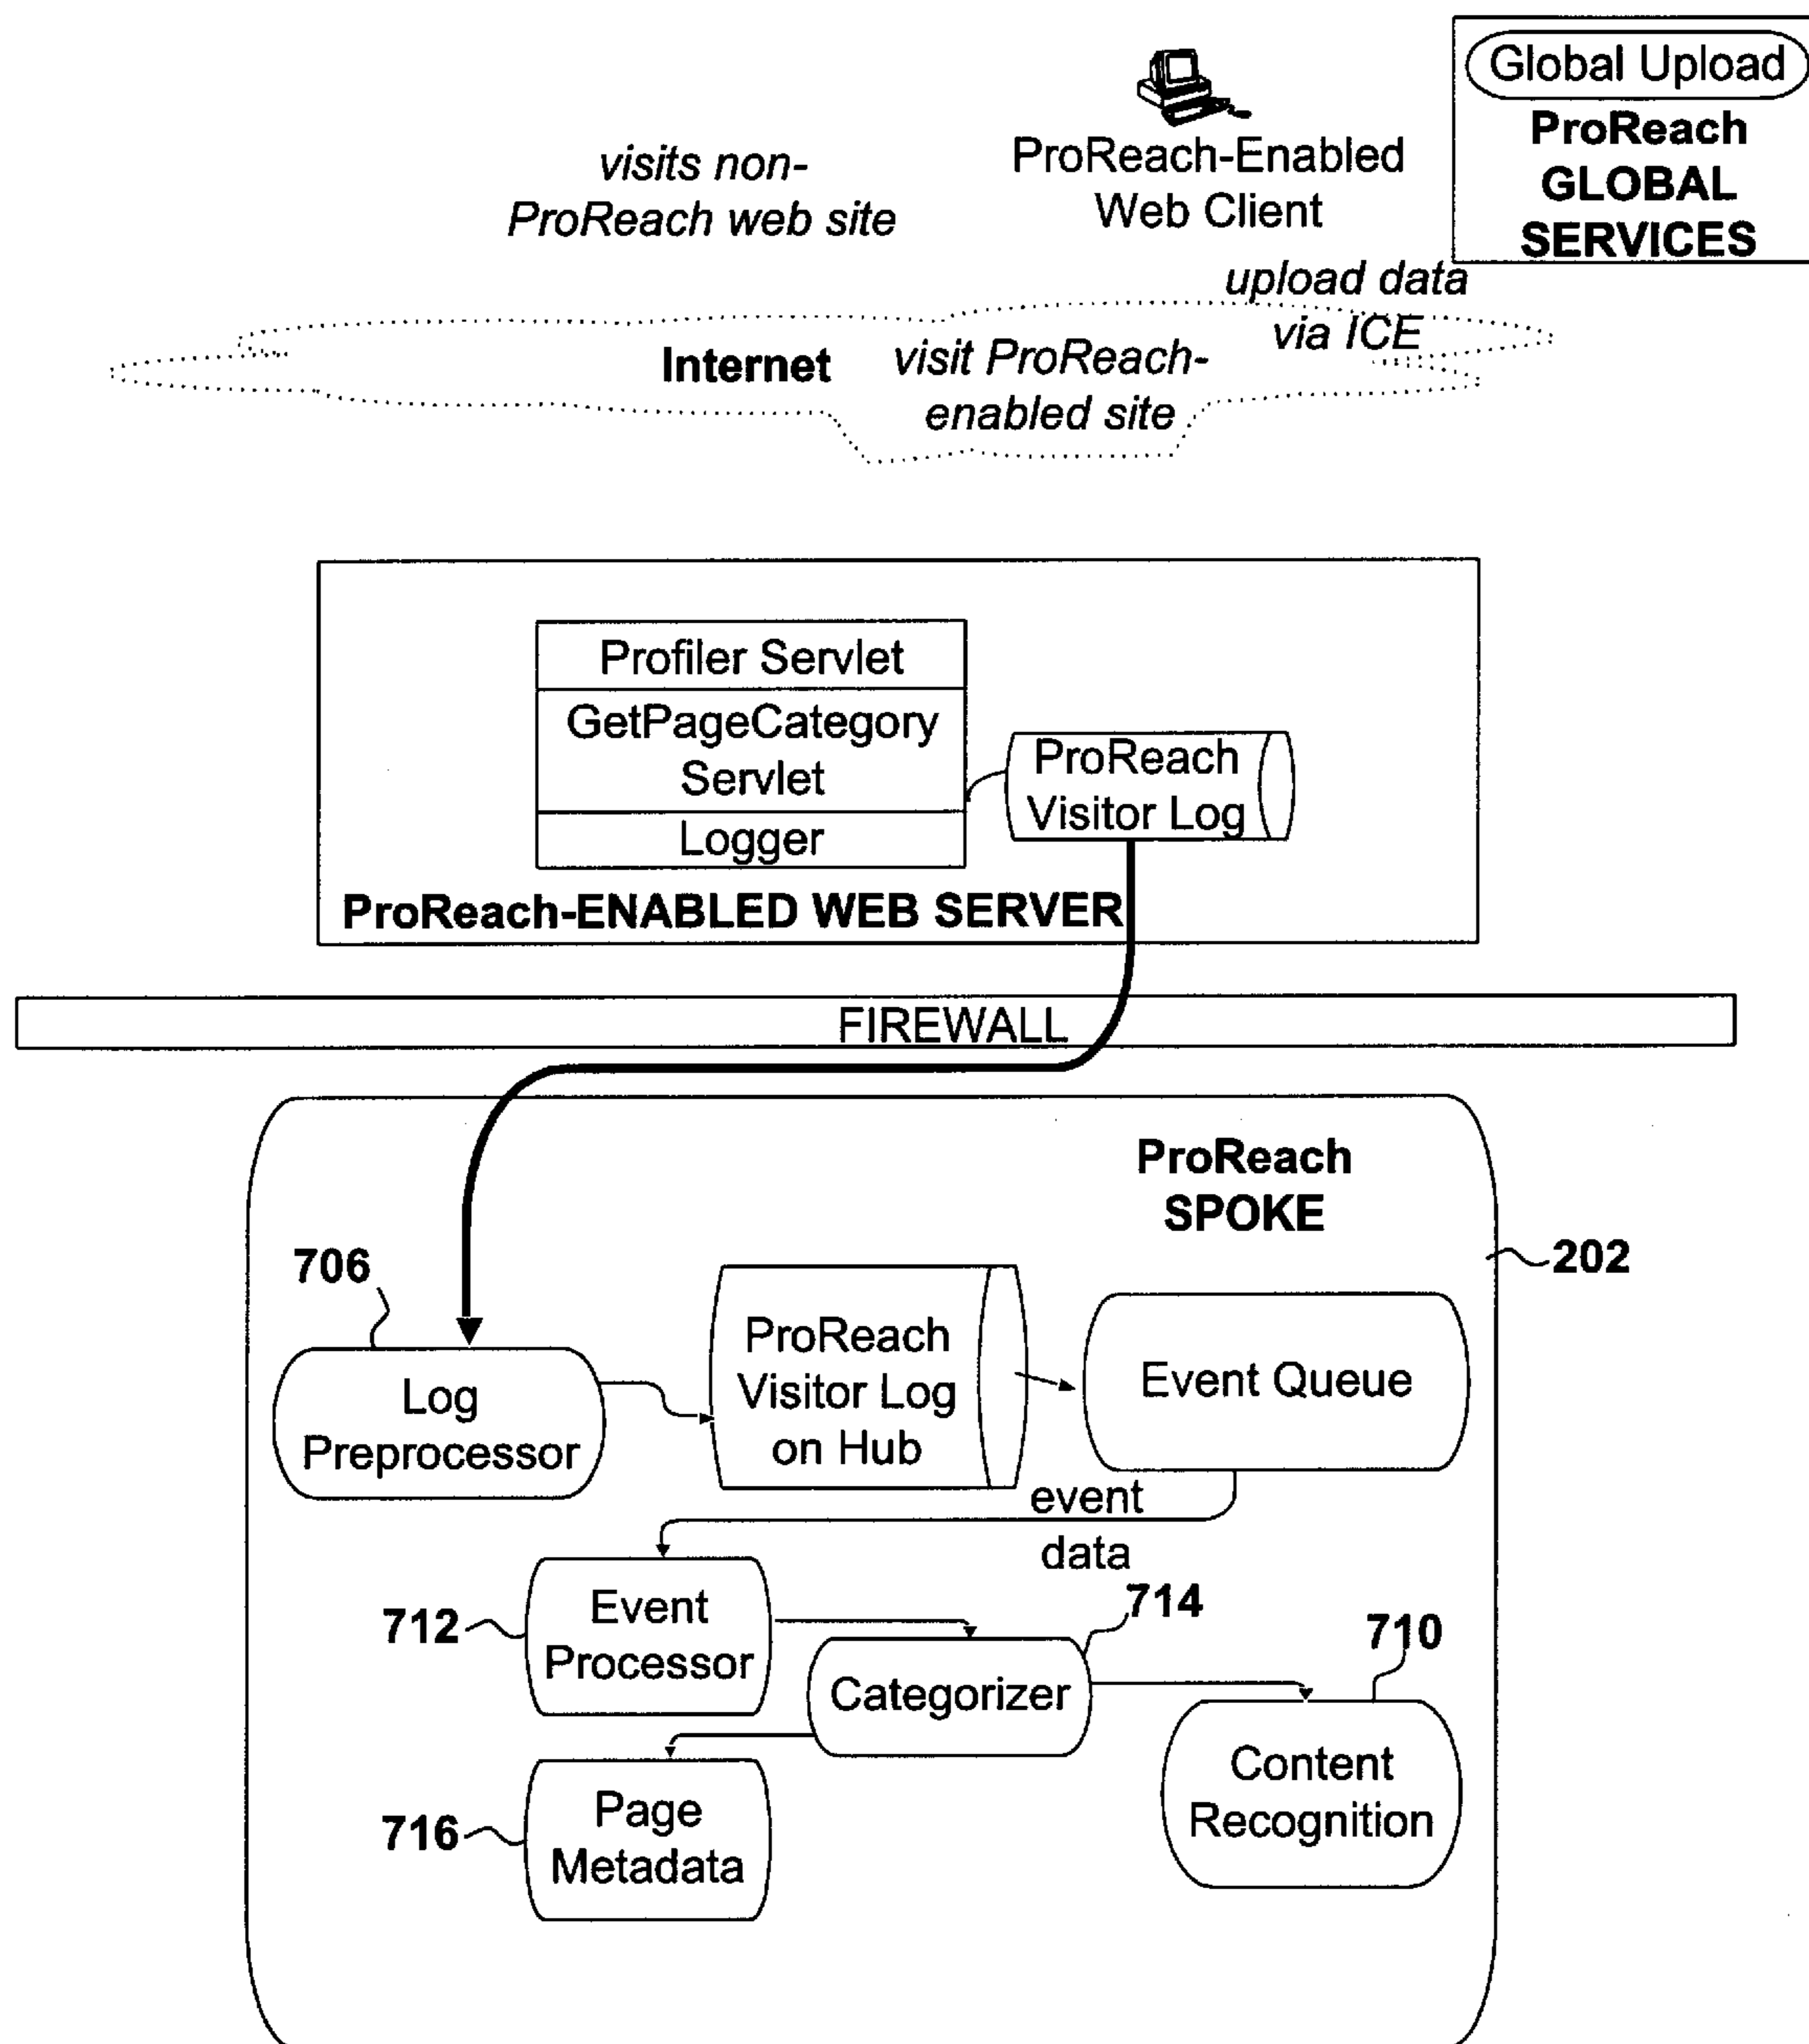 Global Upload
ProReach
GLOBAL
SERVICES
ProReach-Enabled
Web Client
visits non-
ProReach web site
upload data
via ICE
Internet
visit ProReach-
enabled site
Profiler Servlet
GetPageCategory
Servlet
Logger
ProReach
Visitor Log
ProReach-ENABLED WEB SERVER
FIREWALL
ProReach
SPOKE
202
706
Log
Preprocessor
ProReach
Visitor Log
on Hub
Event Queue
event
data
712
Event
Processor
714
Categorizer
710
Content
Recognition
716
Page
Metadata